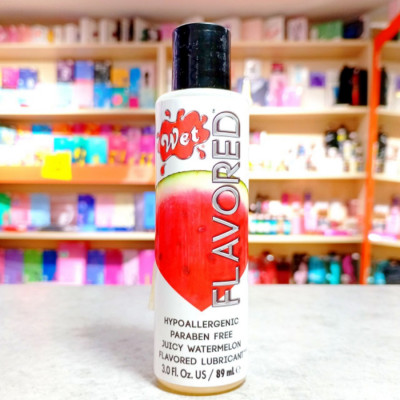 Wet
FLAVORED
HYPOALLERGENIC
PARABEN FREE
JUICY WATERMELON
FLAVORED LUBRICANT
3.0 Fl. Oz. US / 89 mL e